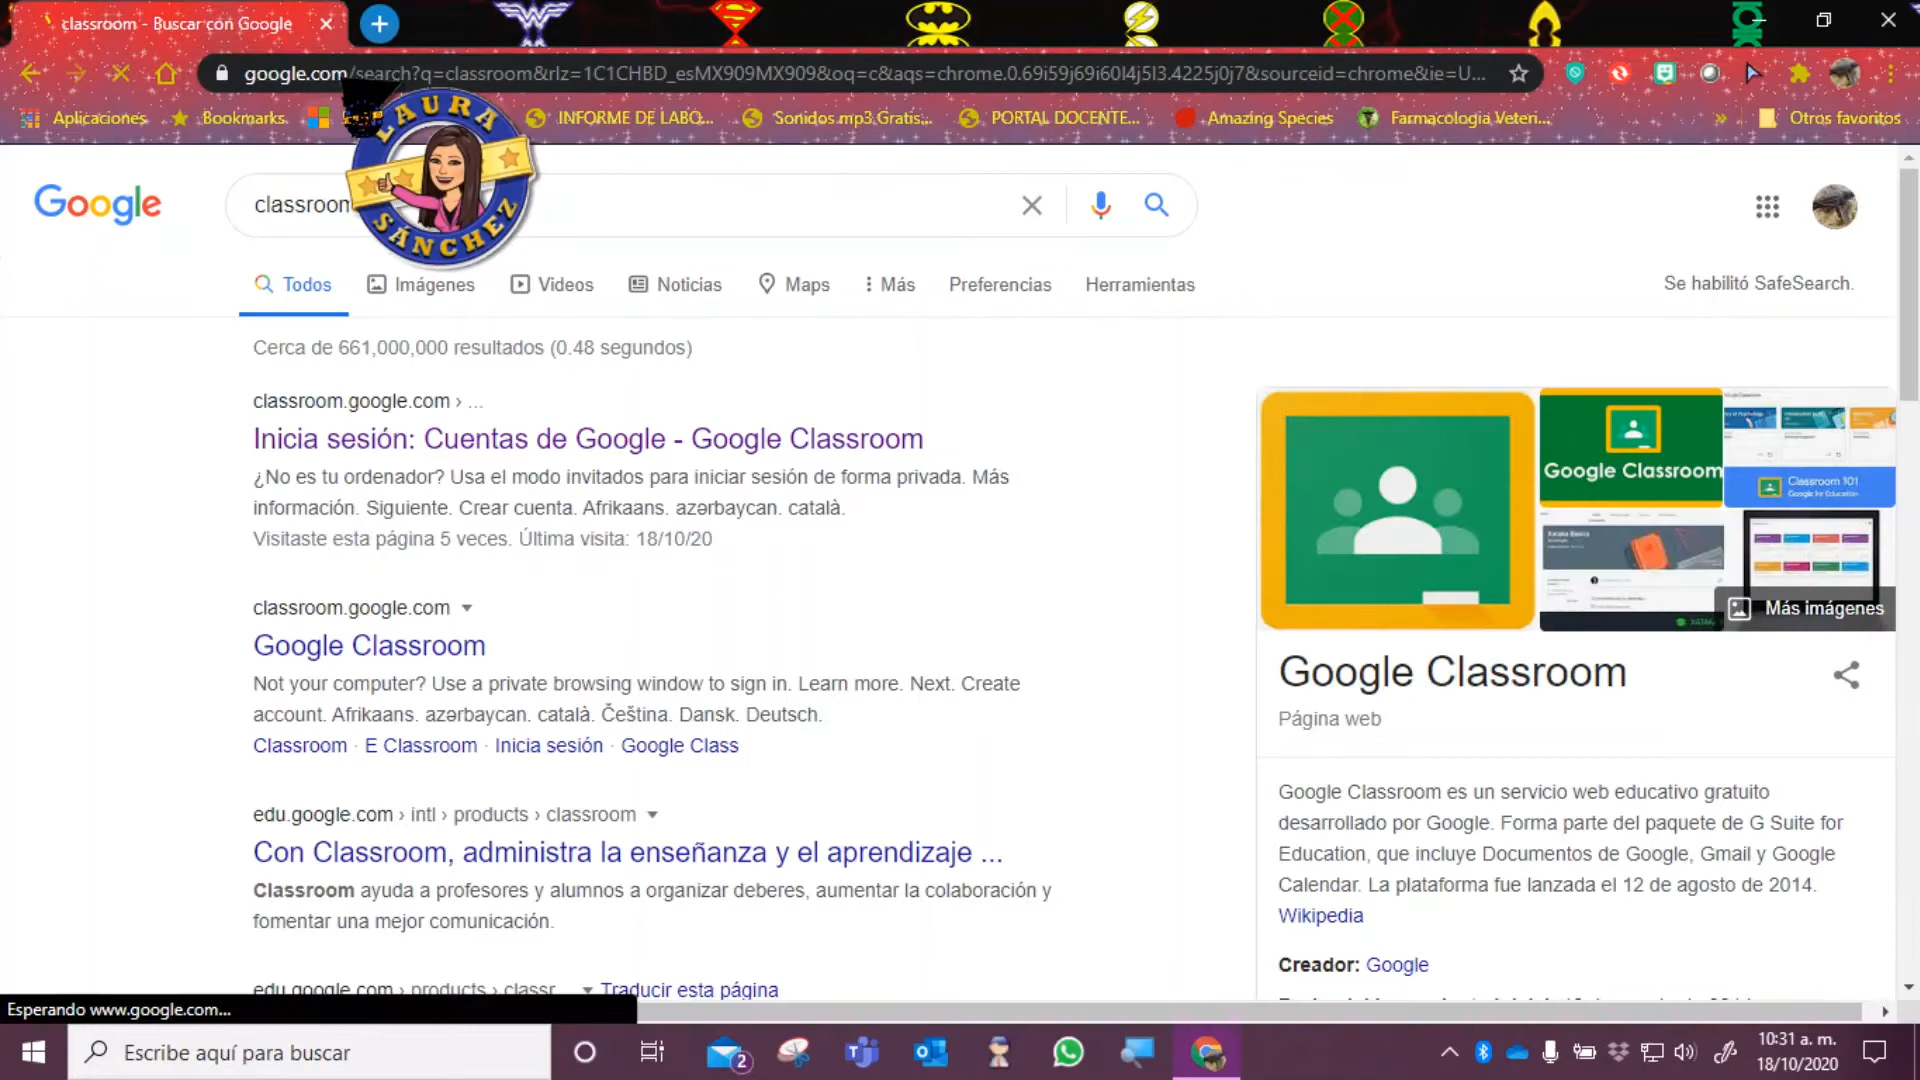 classroom - Buscar con Google
google.com/search?q=classroom&rlz=1C1CHBD_esMX909MX909&oq=c&aqs=chrome.0.69i59j69i60l4j5l3.4225j0j7&sourceid=chrome&ie=U...
Aplicaciones Bookmarks INFORME DE LABO... Sonidos mp3 Gratis... PORTAL DOCENTE... Amazing Species Farmacologia Veteri... » Otros favoritos
LAURA
SÁNCHEZ
Google
classroom
Todos Imágenes Videos Noticias Maps Más Preferencias Herramientas
Se habilitó SafeSearch.
Cerca de 661,000,000 resultados (0.48 segundos)
classroom.google.com › ...
Inicia sesión: Cuentas de Google - Google Classroom
¿No es tu ordenador? Usa el modo invitados para iniciar sesión de forma privada. Más
información. Siguiente. Crear cuenta. Afrikaans. azərbaycan. català.
Visitaste esta página 5 veces. Última visita: 18/10/20
classroom.google.com
Google Classroom
Not your computer? Use a private browsing window to sign in. Learn more. Next. Create
account. Afrikaans. azərbaycan. català. Čeština. Dansk. Deutsch.
Classroom · E Classroom · Inicia sesión · Google Class
edu.google.com › intl › products › classroom
Con Classroom, administra la enseñanza y el aprendizaje ...
Classroom ayuda a profesores y alumnos a organizar deberes, aumentar la colaboración y
fomentar una mejor comunicación.
edu.google.com › products › classr... Traducir esta página
Google Classroom
Classroom 101
Google for Education
Más imágenes
Google Classroom
Página web
Google Classroom es un servicio web educativo gratuito
desarrollado por Google. Forma parte del paquete de G Suite for
Education, que incluye Documentos de Google, Gmail y Google
Calendar. La plataforma fue lanzada el 12 de agosto de 2014.
Wikipedia
Creador: Google
Esperando www.google.com...
Escribe aquí para buscar
2
10:31 a. m.
18/10/2020